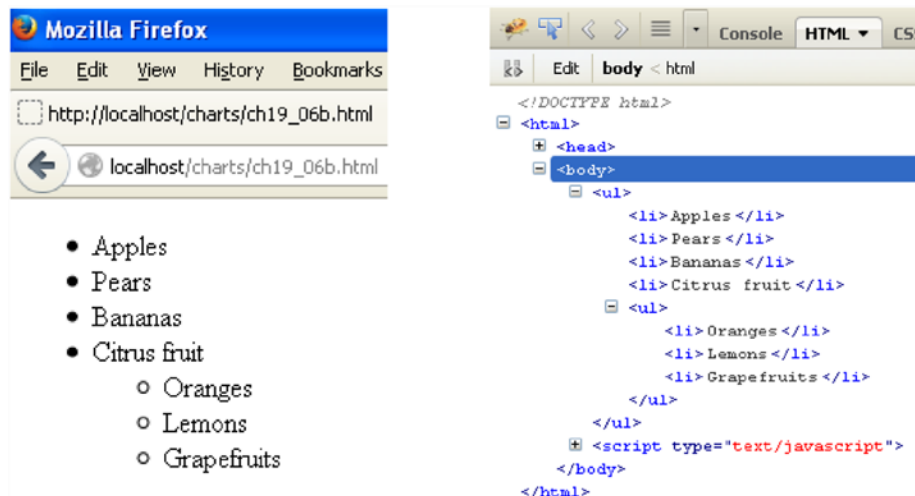 Mozilla Firefox
File Edit View History Bookmarks
http://localhost/charts/ch19_06b.html
localhost/charts/ch19_06b.html
Apples
Pears
Bananas
Citrus fruit
Oranges
Lemons
Grapefruits
Console HTML CSS
Edit body < html
<!DOCTYPE html>
<html>
<head>
<body>
<ul>
<li>Apples</li>
<li>Pears</li>
<li>Bananas</li>
<li>Citrus fruit</li>
<ul>
<li>Oranges</li>
<li>Lemons</li>
<li>Grapefruits</li>
</ul>
</ul>
<script type="text/javascript">
</body>
</html>